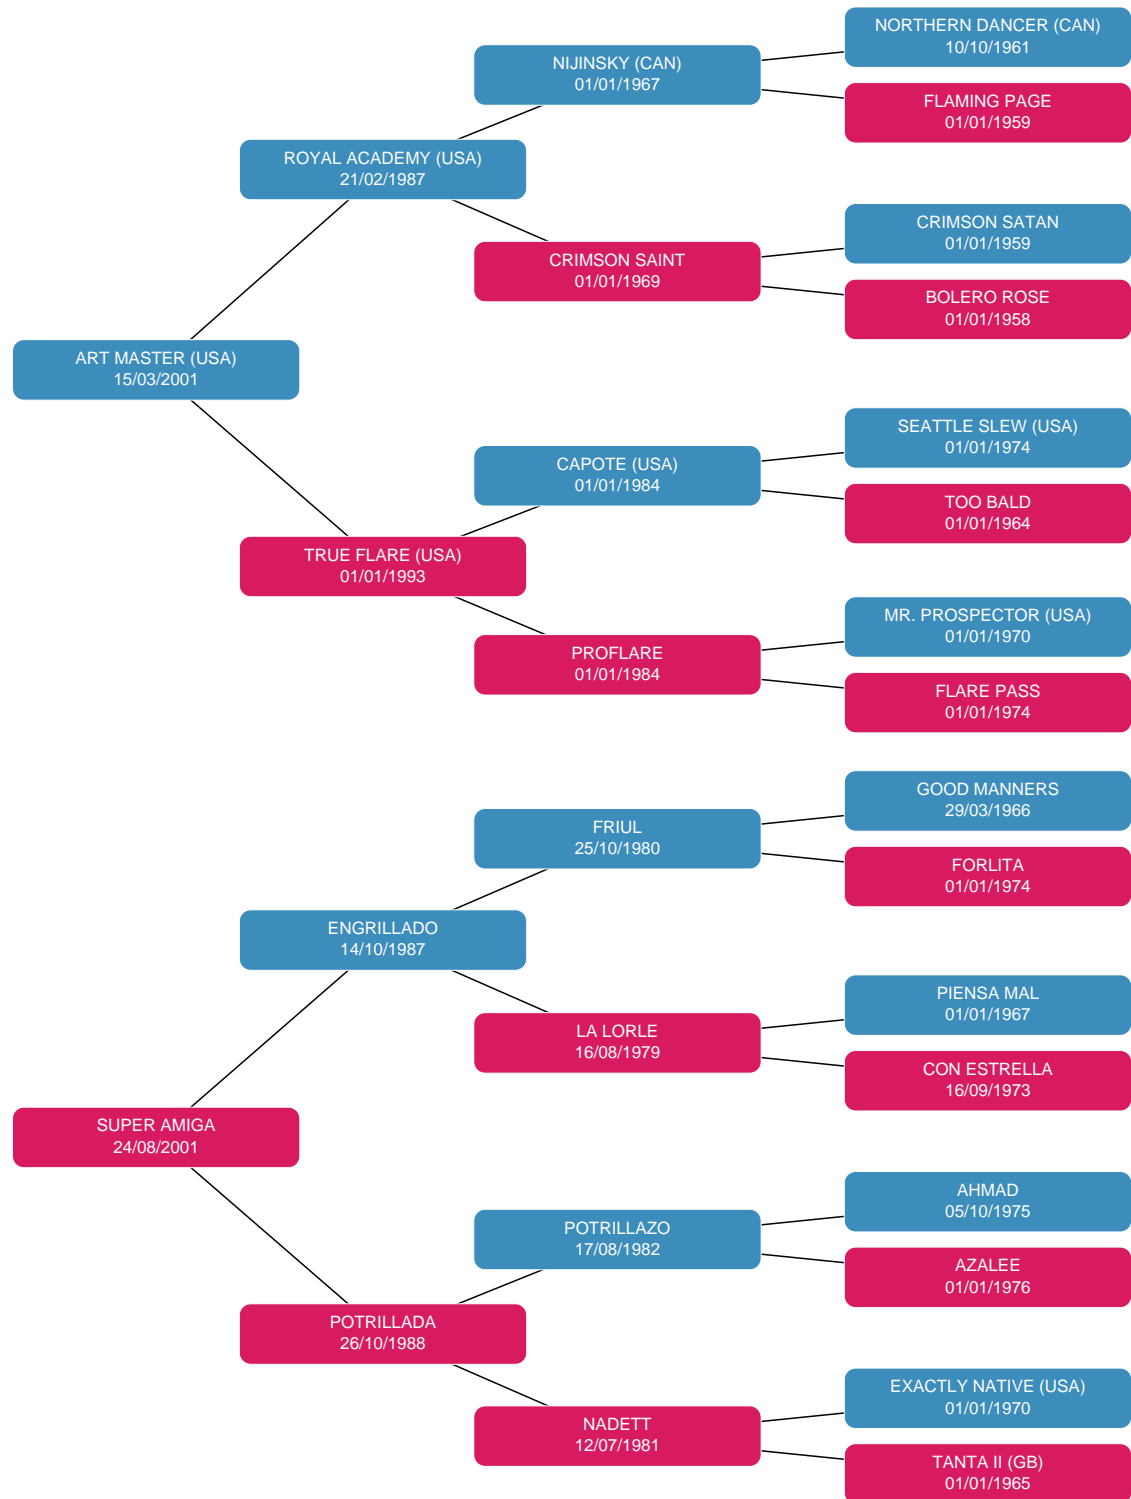 NORTHERN DANCER (CAN)
10/10/1961
NIJINSKY (CAN)
01/01/1967
FLAMING PAGE
01/01/1959
ROYAL ACADEMY (USA)
21/02/1987
CRIMSON SATAN
01/01/1959
CRIMSON SAINT
01/01/1969
BOLERO ROSE
01/01/1958
ART MASTER (USA)
15/03/2001
SEATTLE SLEW (USA)
01/01/1974
CAPOTE (USA)
01/01/1984
TOO BALD
01/01/1964
TRUE FLARE (USA)
01/01/1993
MR. PROSPECTOR (USA)
01/01/1970
PROFLARE
01/01/1984
FLARE PASS
01/01/1974
GOOD MANNERS
29/03/1966
FRIUL
25/10/1980
FORLITA
01/01/1974
ENGRILLADO
14/10/1987
PIENSA MAL
01/01/1967
LA LORLE
16/08/1979
CON ESTRELLA
16/09/1973
SUPER AMIGA
24/08/2001
AHMAD
05/10/1975
POTRILLAZO
17/08/1982
AZALEE
01/01/1976
POTRILLADA
26/10/1988
EXACTLY NATIVE (USA)
01/01/1970
NADETT
12/07/1981
TANTA II (GB)
01/01/1965